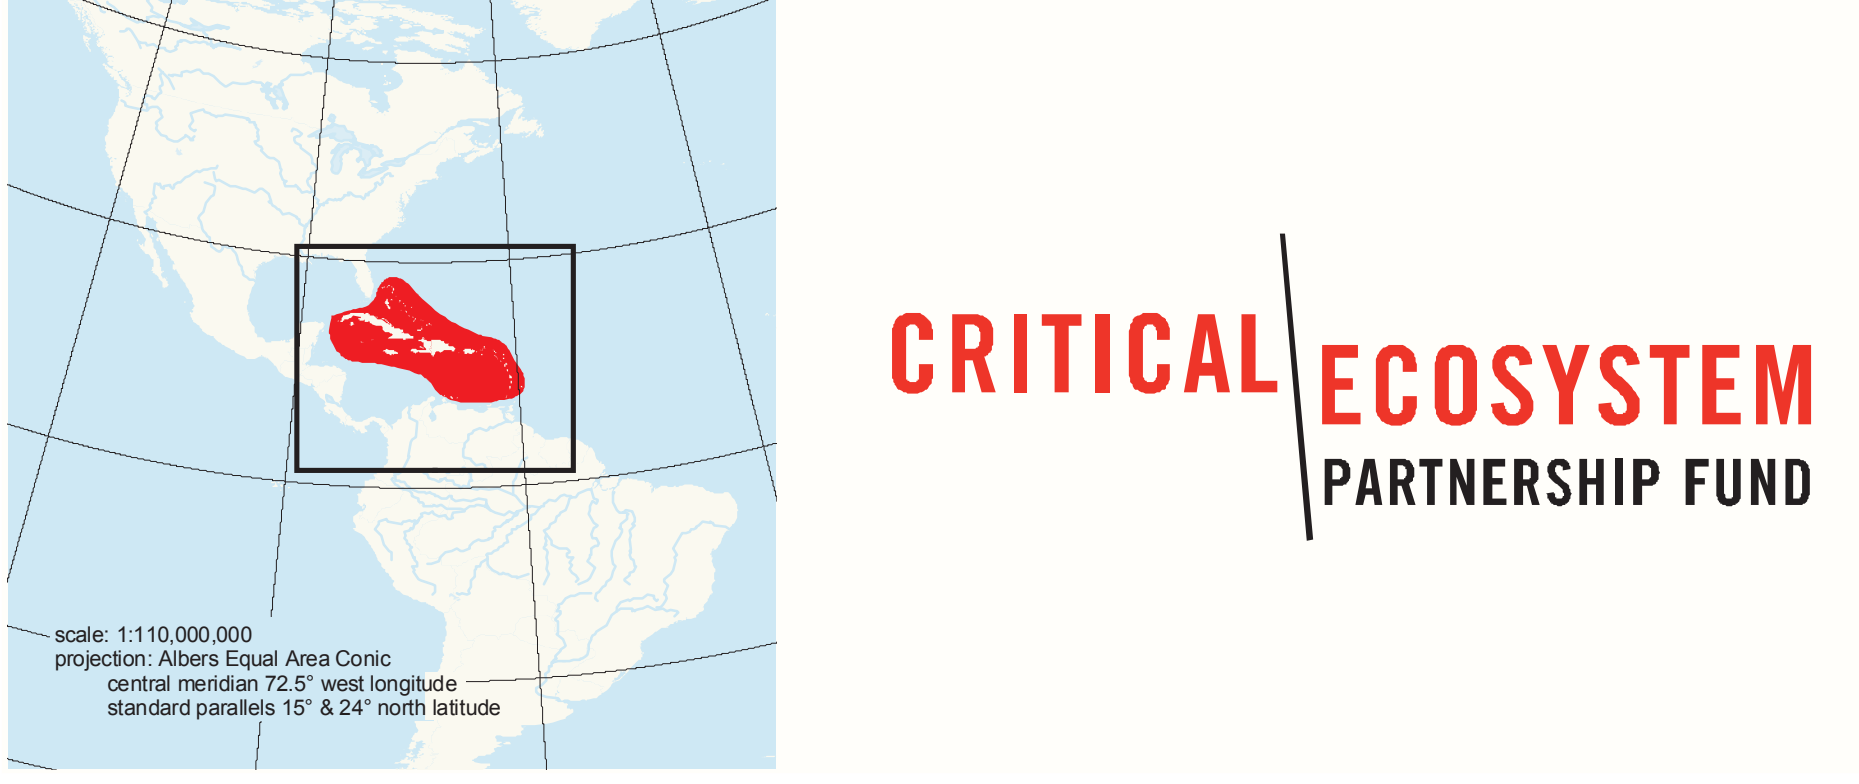 scale: 1:110,000,000
projection: Albers Equal Area Conic
central meridian 72.5° west longitude
standard parallels 15° & 24° north latitude
CRITICAL
ECOSYSTEM
PARTNERSHIP FUND